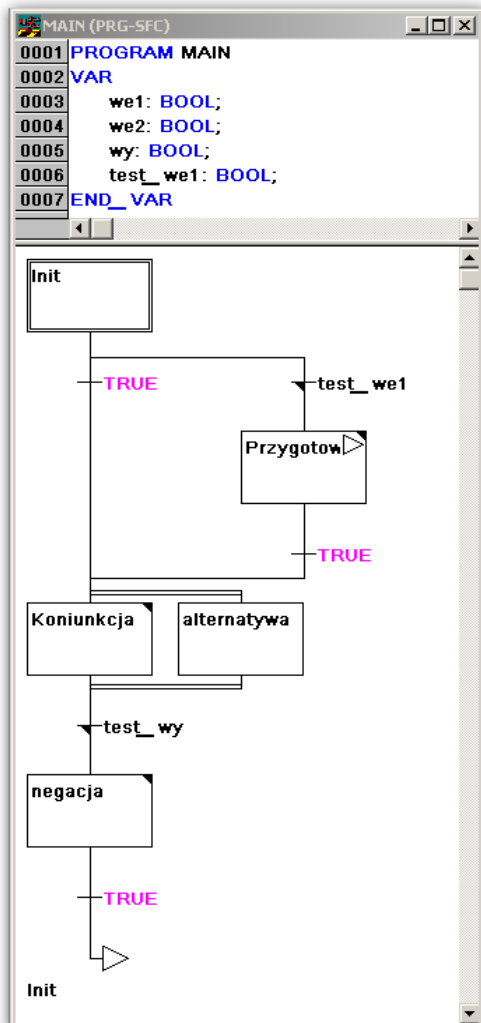 MAIN (PRG-SFC)
0001 PROGRAM MAIN
0002 VAR
0003 we1: BOOL;
0004 we2: BOOL;
0005 wy: BOOL;
0006 test_we1: BOOL;
0007 END_VAR
Init
TRUE test_we1
Przygotow
TRUE
Koniunkcja alternatywa
test_wy
negacja
TRUE
Init